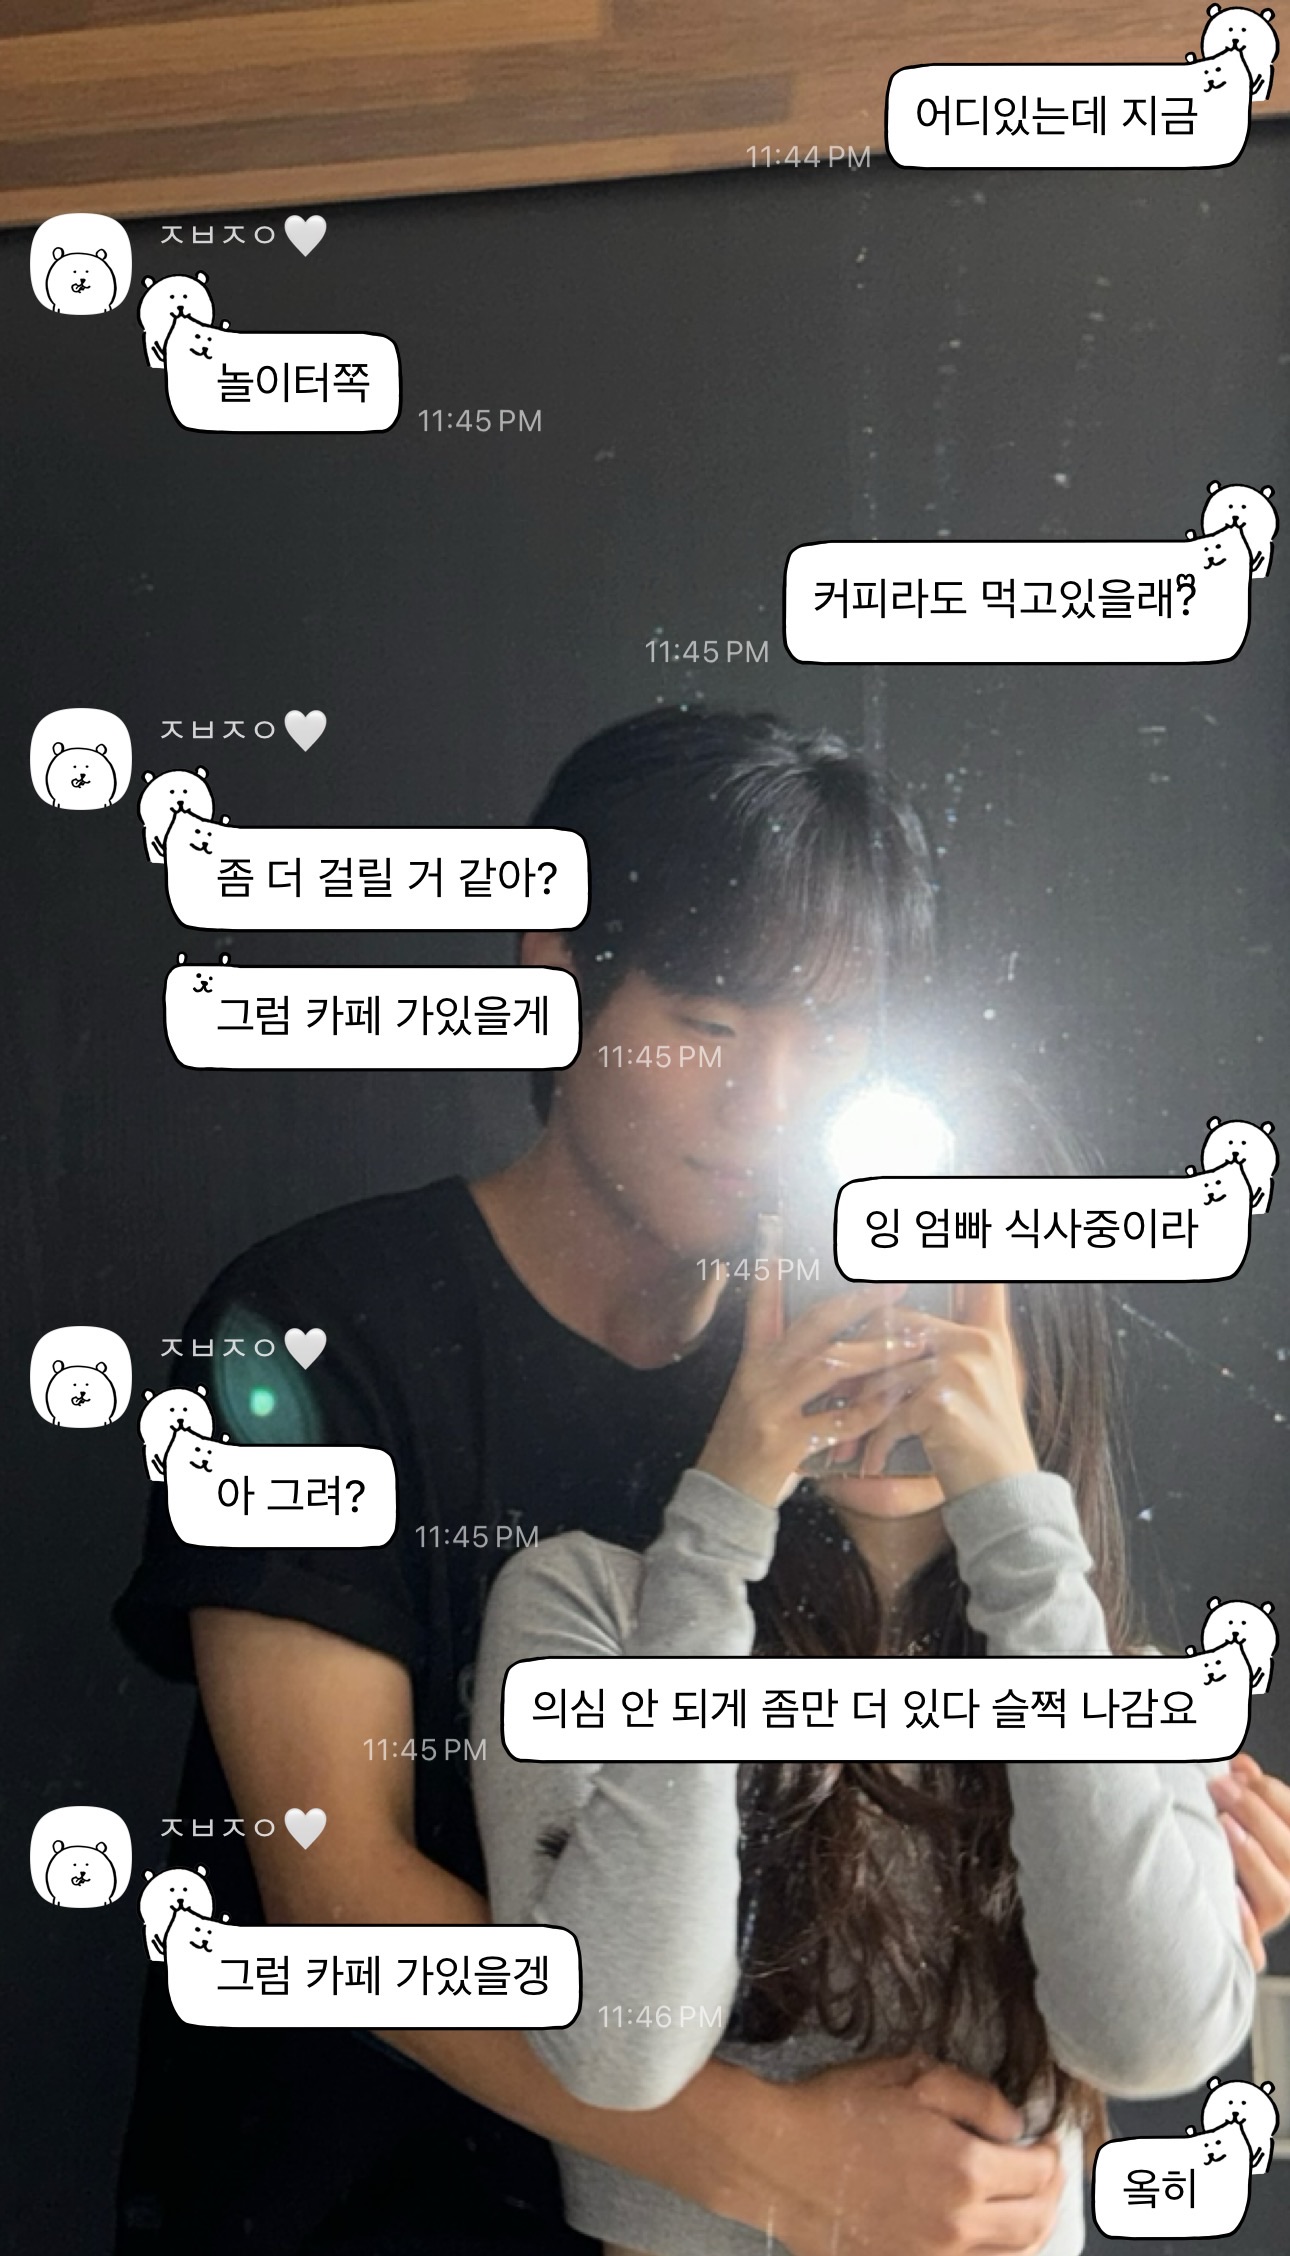 어디있는데 지금
11:44 PM
ㅈㅂㅈㅇ🤍
놀이터쪽
11:45 PM
커피라도 먹고있을래?
11:45 PM
ㅈㅂㅈㅇ🤍
좀 더 걸릴 거 같아?
그럼 카페 가있을게
11:45 PM
잉 엄빠 식사중이라
11:45 PM
ㅈㅂㅈㅇ🤍
아 그려?
11:45 PM
의심 안 되게 좀만 더 있다 슬쩍 나감요
11:45 PM
ㅈㅂㅈㅇ🤍
그럼 카페 가있을겡
11:46 PM